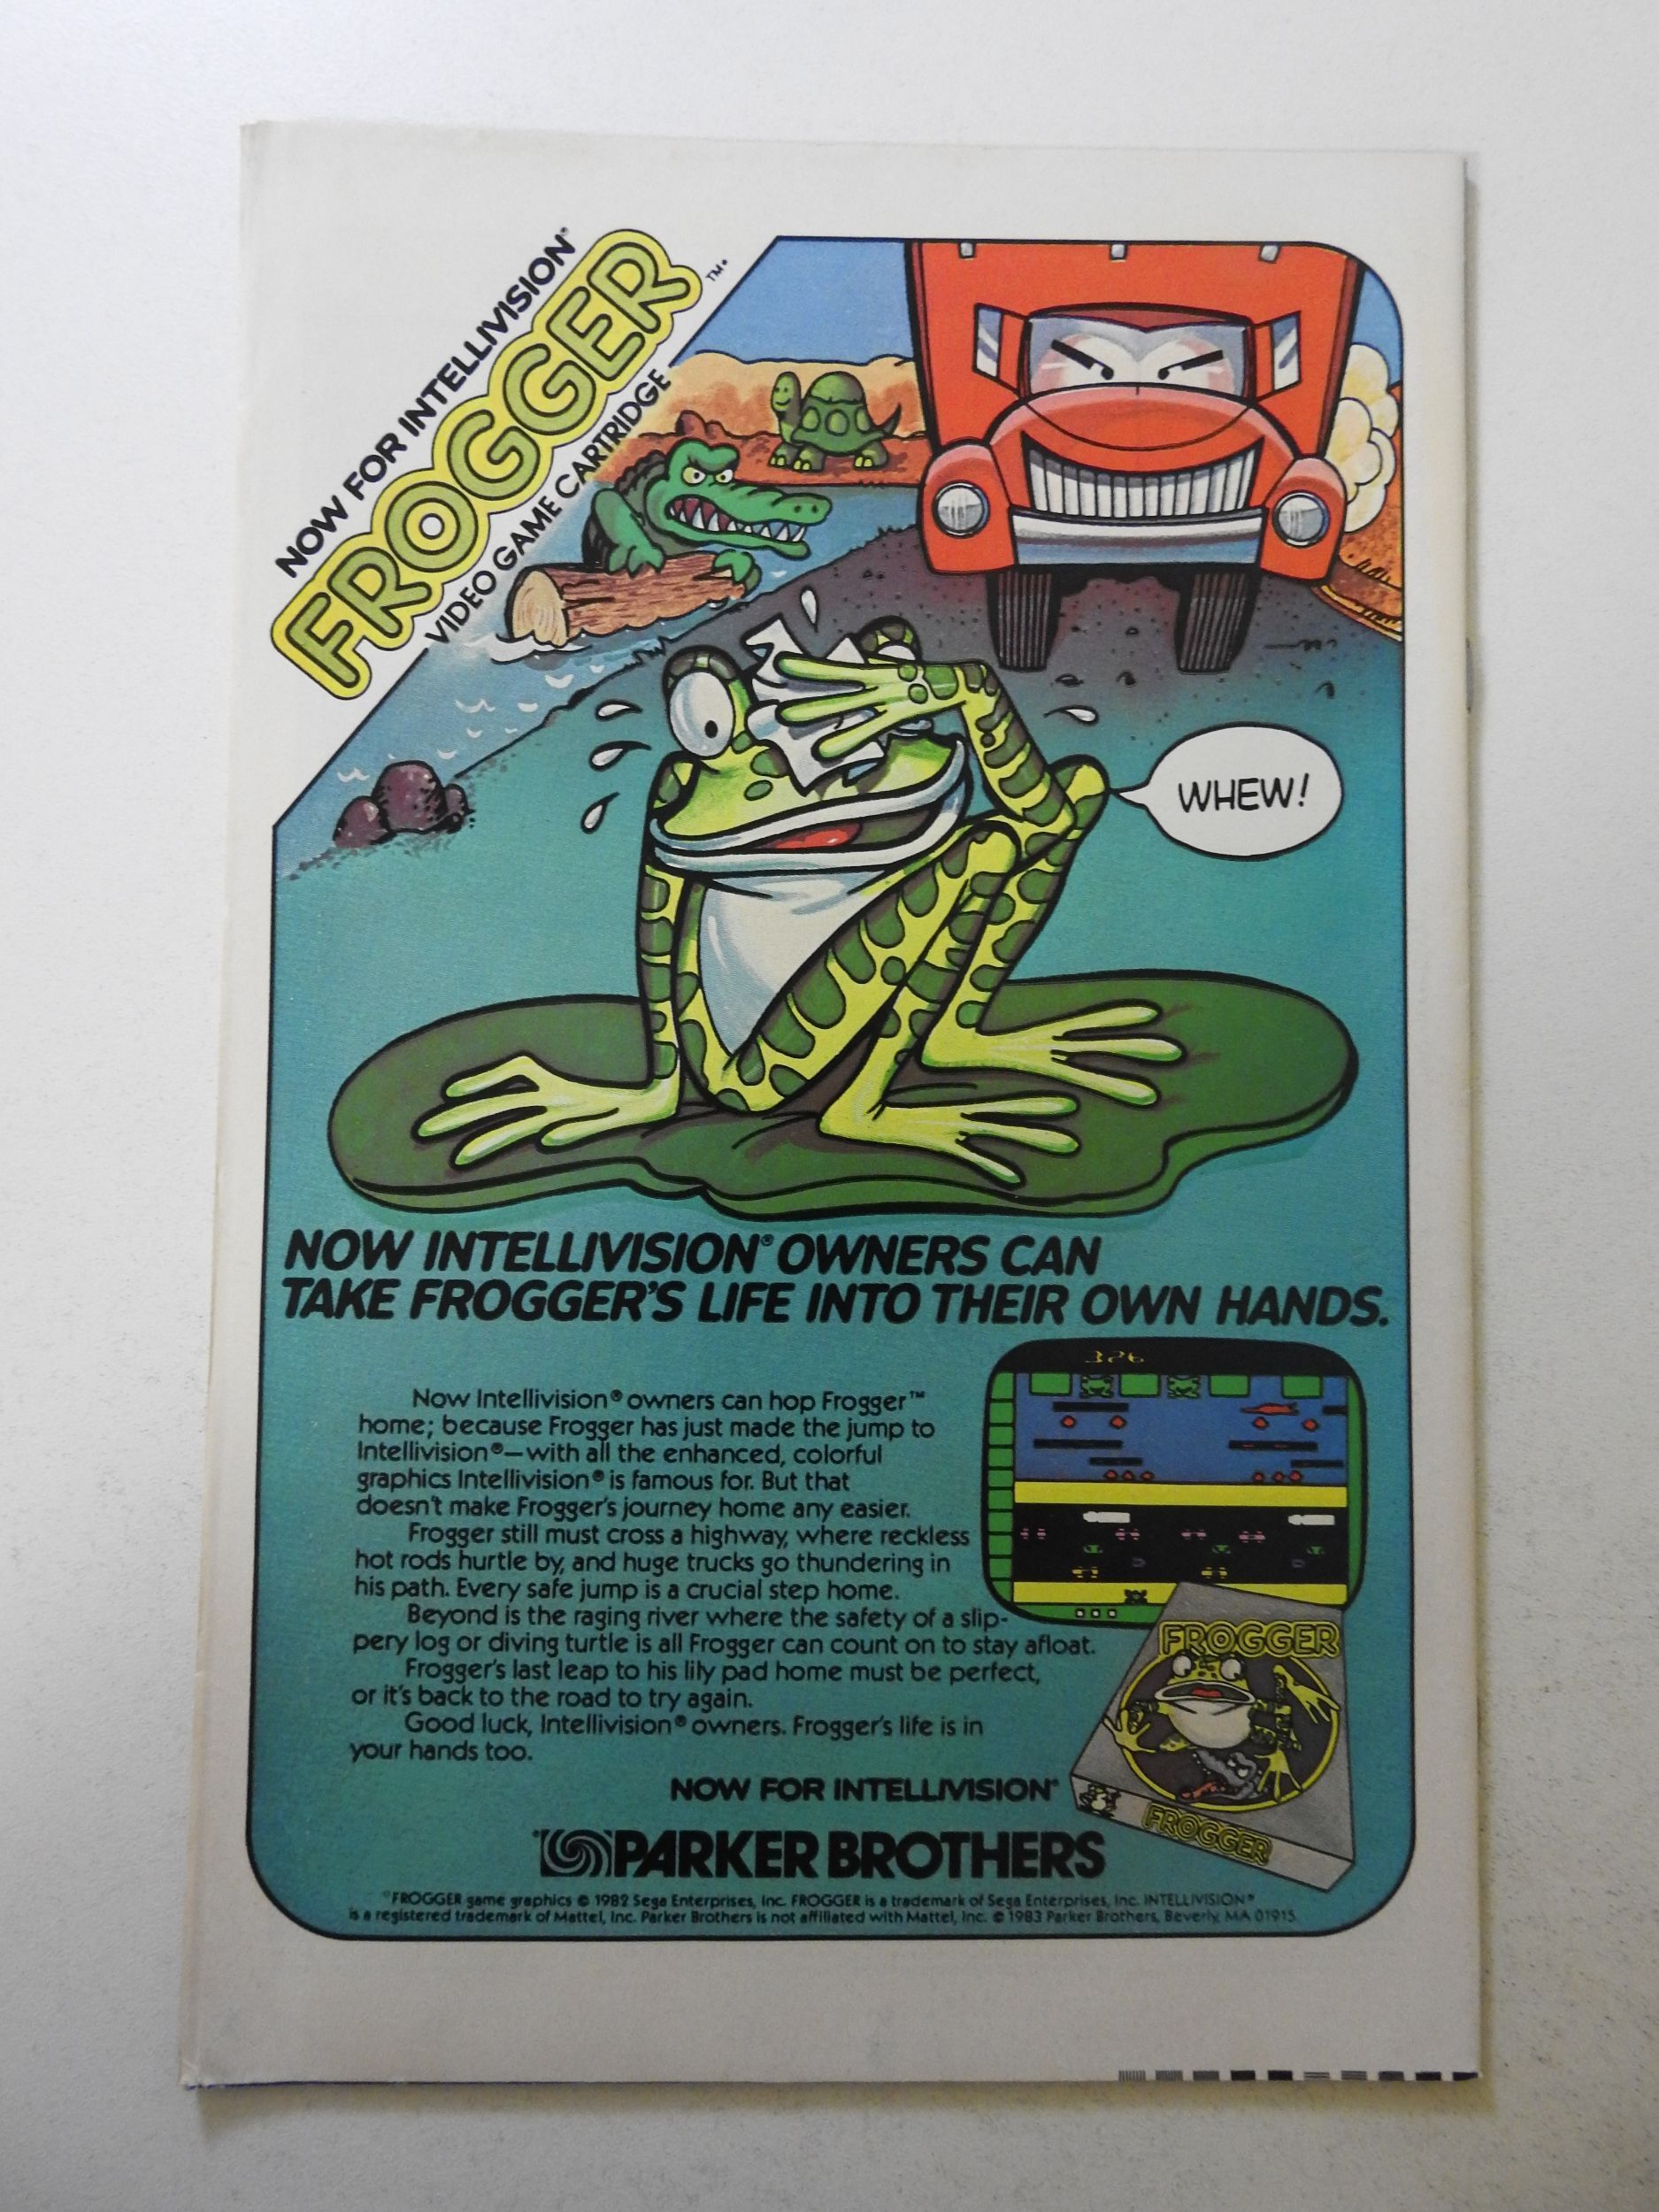 NOW FOR INTELLIVISION®
FROGGER™
VIDEO GAME CARTRIDGE
WHEW!
NOW INTELLIVISION® OWNERS CAN
TAKE FROGGER'S LIFE INTO THEIR OWN HANDS.
326
Now Intellivision® owners can hop Frogger™
home; because Frogger has just made the jump to
Intellivision®—with all the enhanced, colorful
graphics Intellivision® is famous for. But that
doesn't make Frogger's journey home any easier.
Frogger still must cross a highway, where reckless
hot rods hurtle by, and huge trucks go thundering in
his path. Every safe jump is a crucial step home.
Beyond is the raging river where the safety of a slip-
pery log or diving turtle is all Frogger can count on to stay afloat.
Frogger's last leap to his lily pad home must be perfect,
or it's back to the road to try again.
Good luck, Intellivision® owners. Frogger's life is in
your hands too.
FROGGER
FROGGER
NOW FOR INTELLIVISION®
PARKER BROTHERS
FROGGER game graphics © 1982 Sega Enterprises, Inc. FROGGER is a trademark of Sega Enterprises, Inc. INTELLIVISION®
is a registered trademark of Mattel, Inc. Parker Brothers is not affiliated with Mattel, Inc. © 1983 Parker Brothers, Beverly, MA 01915